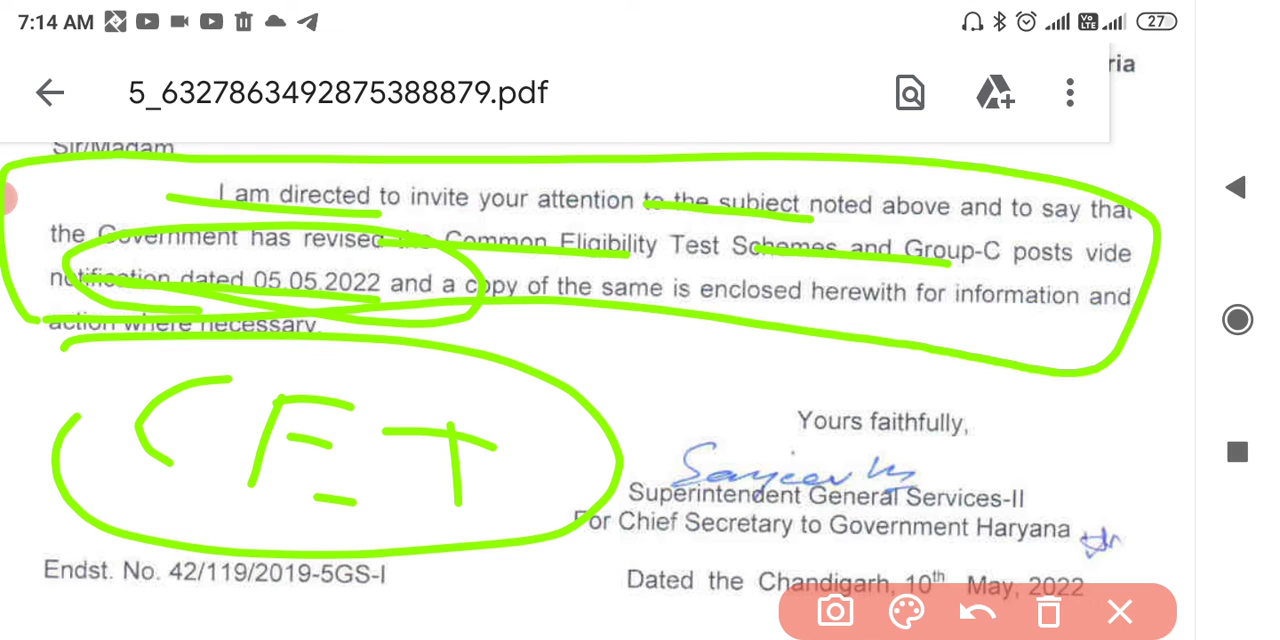 7:14 AM
27
5_6327863492875388879.pdf
ria
Sir/Madam
I am directed to invite your attention to the subject noted above and to say that
the Government has revised the Common Eligibility Test Schemes and Group-C posts vide
notification dated 05.05.2022 and a copy of the same is enclosed herewith for information and
action where necessary.
CET
Yours faithfully,
Superintendent General Services-II
For Chief Secretary to Government Haryana
Endst. No. 42/119/2019-5GS-I
Dated the Chandigarh, 10th May, 2022